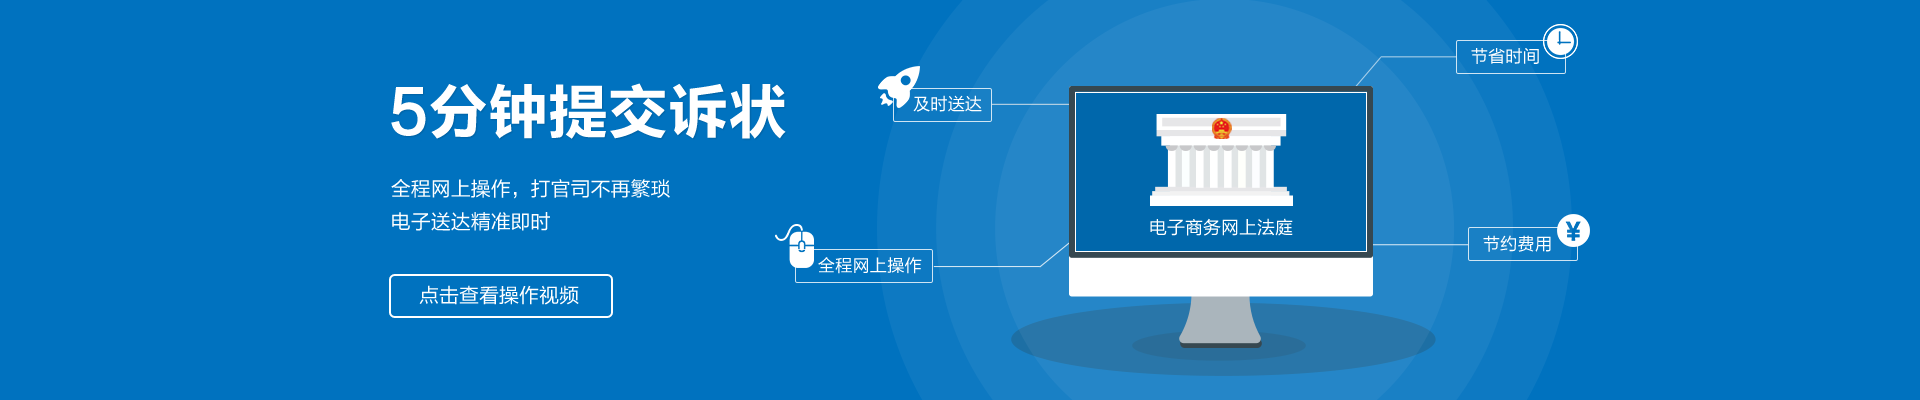 5分钟提交诉状
全程网上操作，打官司不再繁琐
电子送达精准即时
点击查看操作视频
及时送达
全程网上操作
电子商务网上法庭
节省时间
节约费用
¥